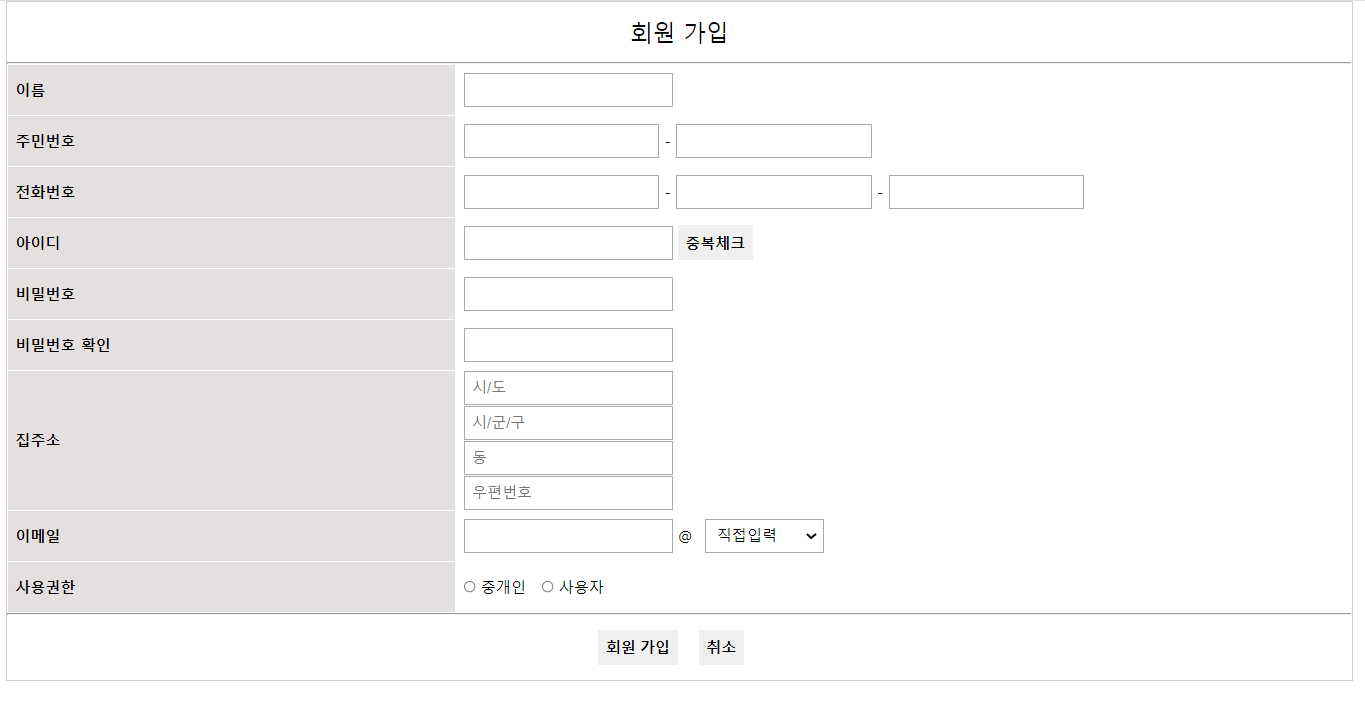 회원 가입
이름
주민번호 -
전화번호 - -
아이디 중복체크
비밀번호
비밀번호 확인
집주소
시/도
시/군/구
동
우편번호
이메일 @ 직접입력
사용권한 중개인 사용자
회원 가입 취소